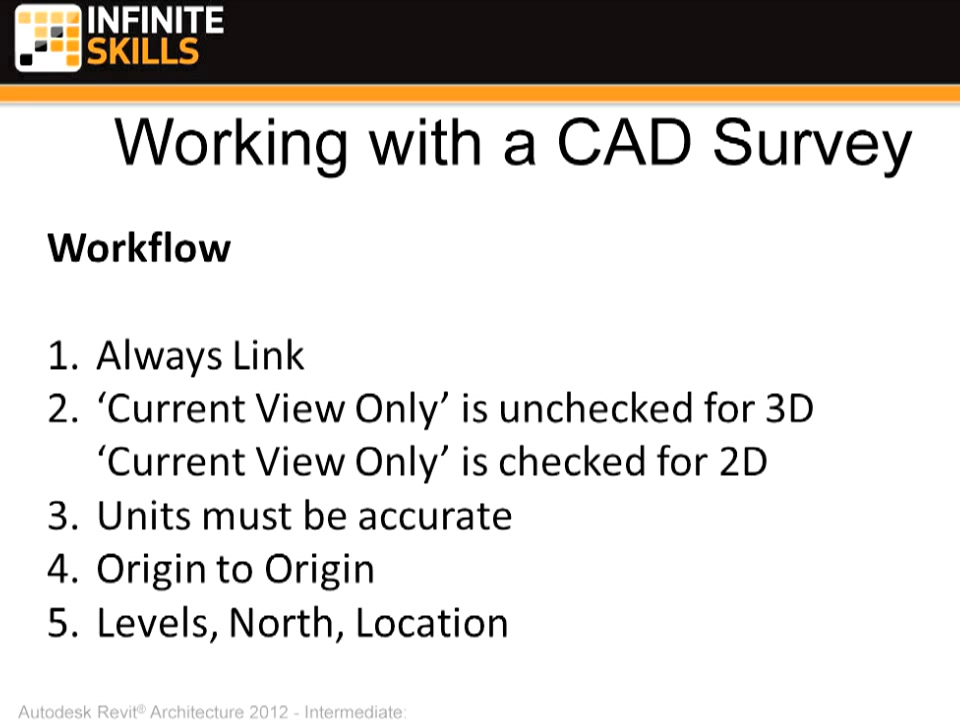 INFINITE
SKILLS
Working with a CAD Survey
Workflow
1. Always Link
2. ‘Current View Only’ is unchecked for 3D
‘Current View Only’ is checked for 2D
3. Units must be accurate
4. Origin to Origin
5. Levels, North, Location
Autodesk Revit® Architecture 2012 - Intermediate: